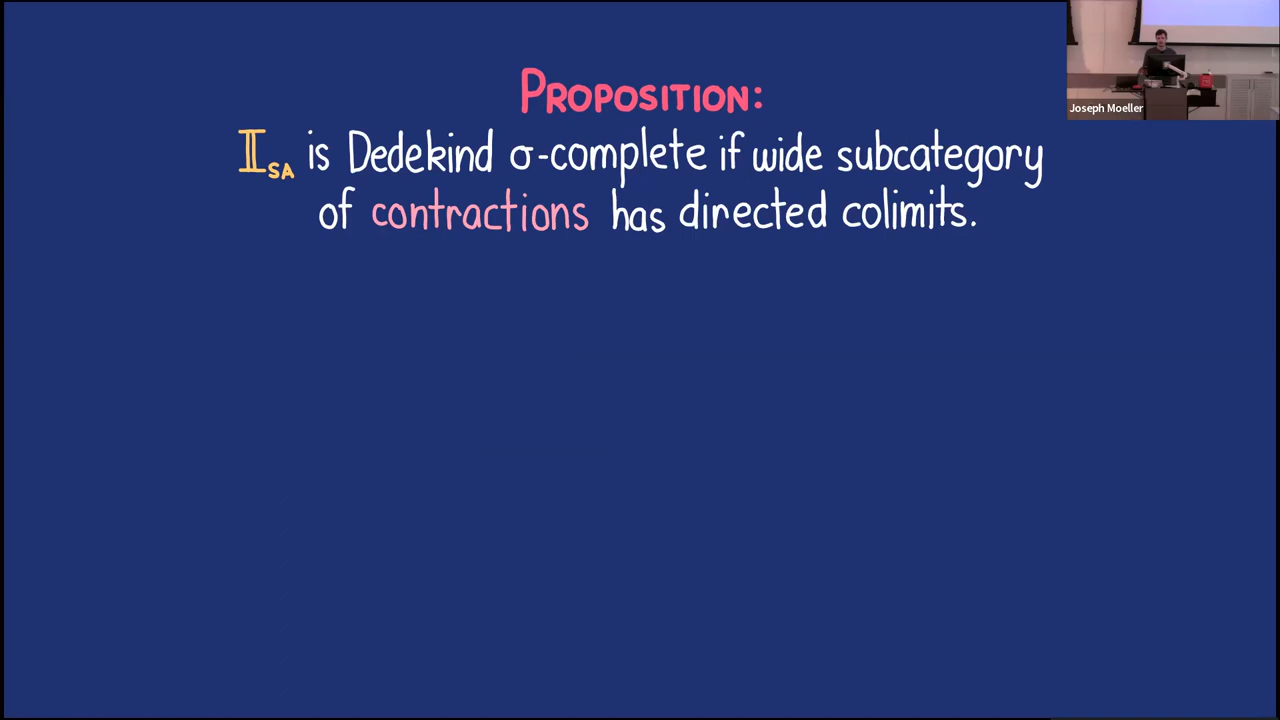 PROPOSITION:
𝕀_SA is Dedekind σ-complete if wide subcategory
of contractions has directed colimits.
Joseph Moeller